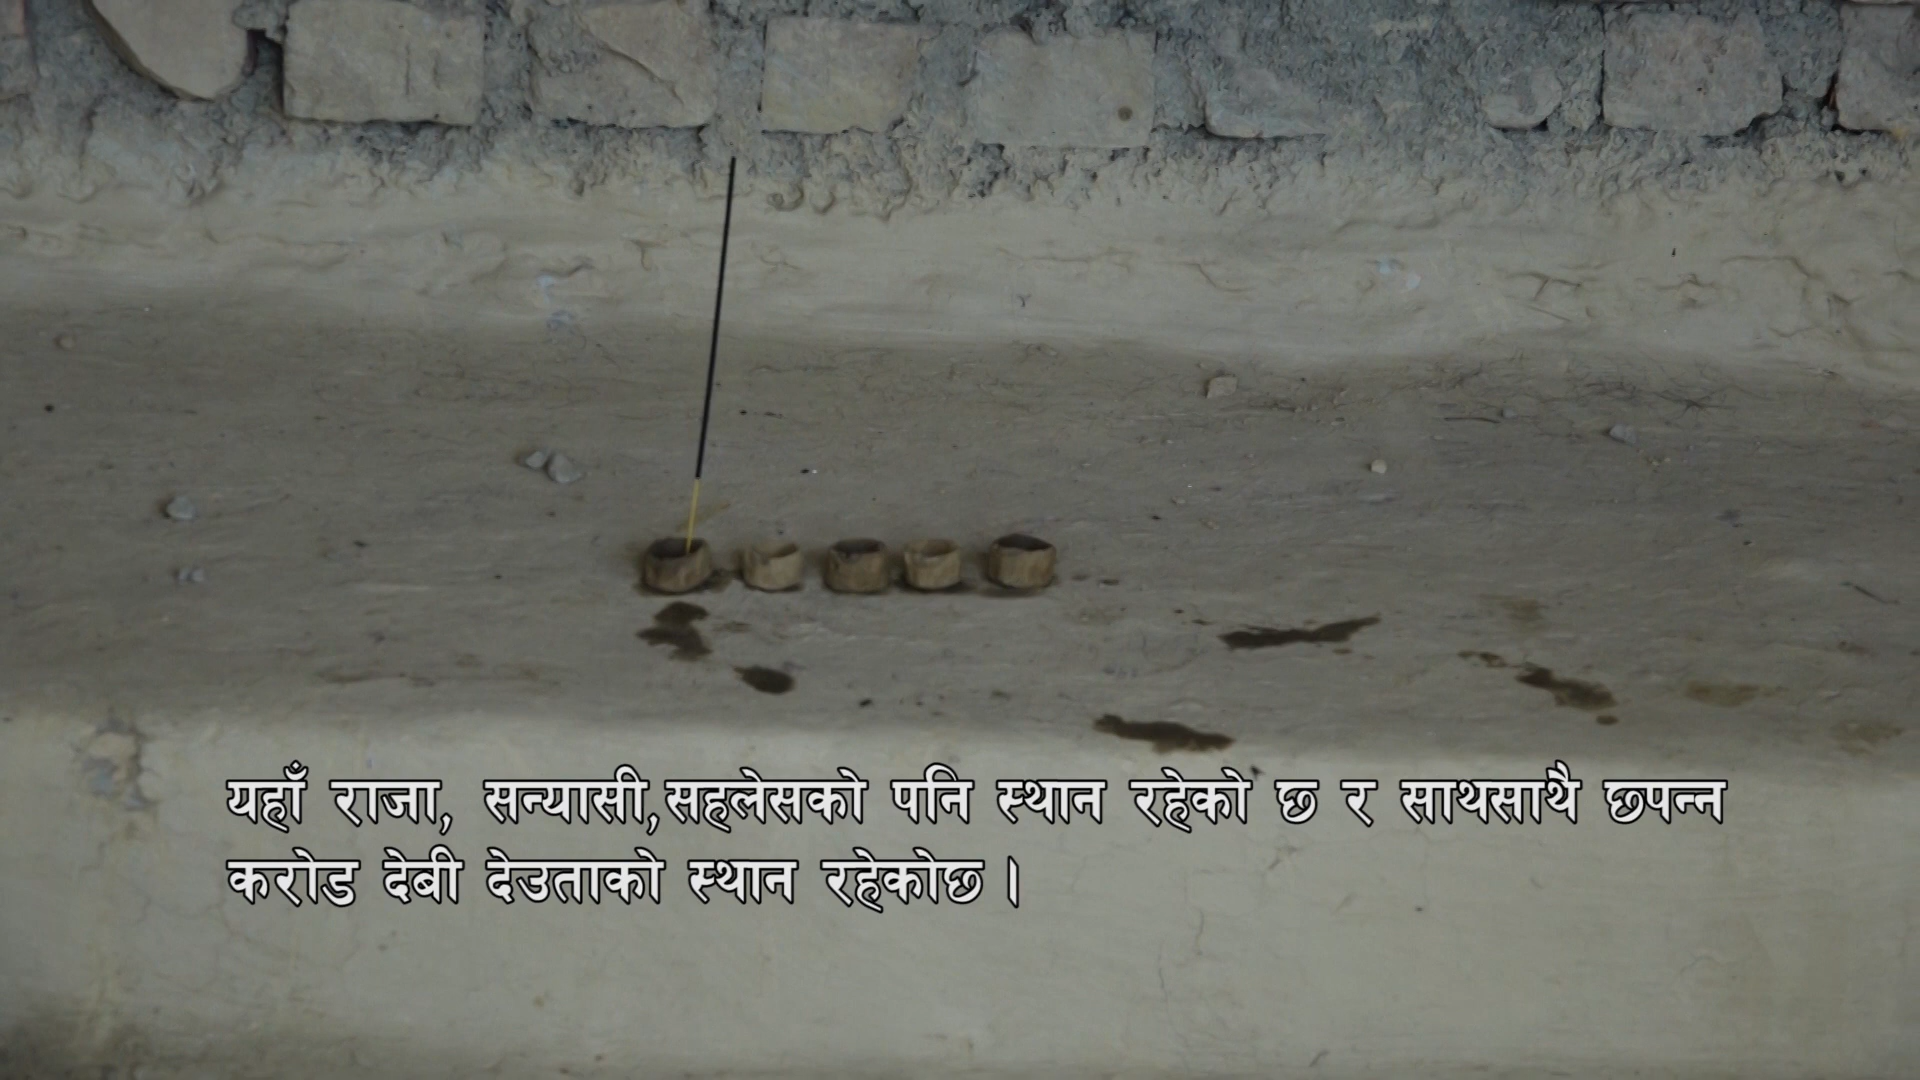 यहाँ राजा, सन्यासी,सहलेसको पनि स्थान रहेको छ र साथसाथै छपन्न
करोड देबी देउताको स्थान रहेकोछ।